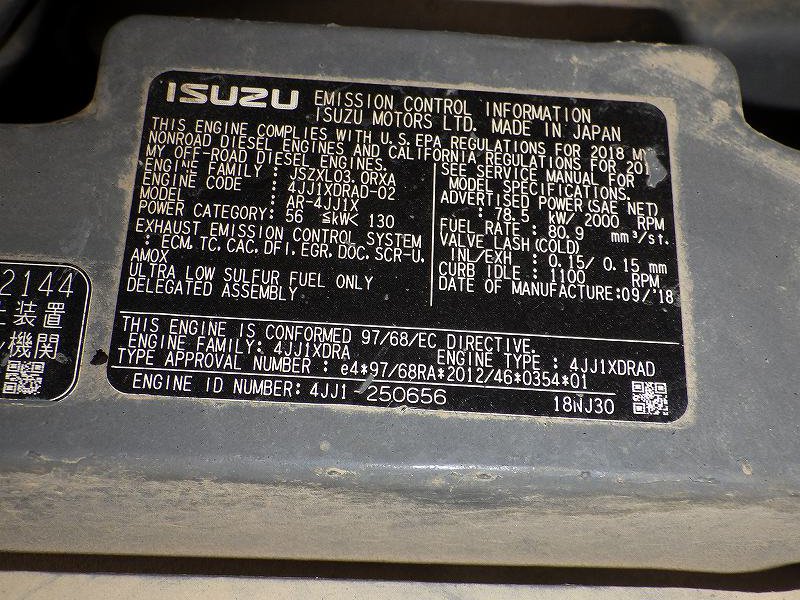 ISUZU EMISSION CONTROL INFORMATION
ISUZU MOTORS LTD. MADE IN JAPAN
THIS ENGINE COMPLIES WITH U.S.EPA REGULATIONS FOR 2018 MY
NONROAD DIESEL ENGINES AND CALIFORNIA REGULATIONS FOR
MY OFF-ROAD DIESEL ENGINES.
ENGINE FAMILY : JSZXL03.0RXA
ENGINE CODE : 4JJ1XDRAD-02
MODEL : AR-4JJ1X
POWER CATEGORY: 56 ≦kW< 130
EXHAUST EMISSION CONTROL SYSTEM
: ECM, TC, CAC, DFI, EGR, DOC, SCR-U,
AMOX
ULTRA LOW SULFUR FUEL ONLY
DELEGATED ASSEMBLY
SEE SERVICE MANUAL FOR
MODEL SPECIFICATIONS.
ADVERTISED POWER(SAE NET)
: 78.5 kW/ 2000 RPM
FUEL RATE : 80.9 mm³/st.
VALVE LASH(COLD)
IN/EXH : 0.15/ 0.15 mm
CURB IDLE : 1100 RPM
DATE OF MANUFACTURE:09/'18
THIS ENGINE IS CONFORMED 97/68/EC DIRECTIVE.
ENGINE FAMILY: 4JJ1XDRA ENGINE TYPE : 4JJ1XDRAD
TYPE APPROVAL NUMBER : e4*97/68RA*2012/46*0354*01
ENGINE ID NUMBER: 4JJ1-250656 18NJ30
2144
装置
機関